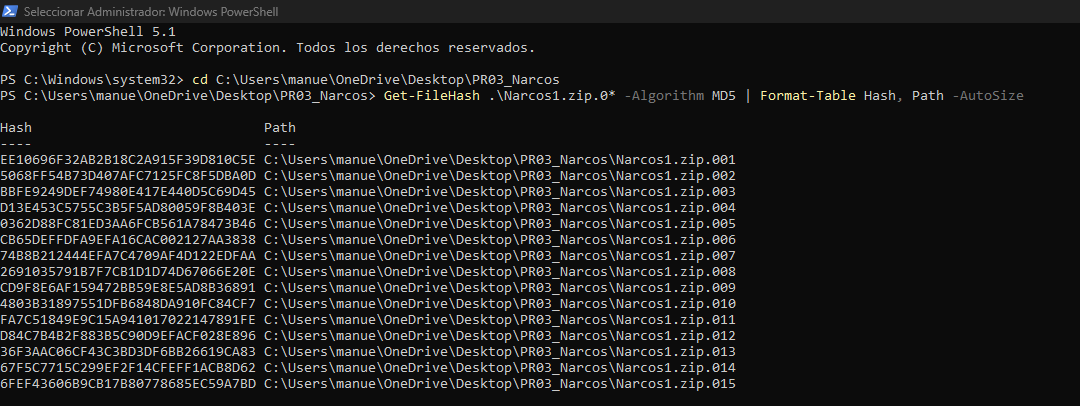 Seleccionar Administrador: Windows PowerShell
Windows PowerShell 5.1
Copyright (C) Microsoft Corporation. Todos los derechos reservados.
PS C:\Windows\system32> cd C:\Users\manue\OneDrive\Desktop\PR03_Narcos
PS C:\Users\manue\OneDrive\Desktop\PR03_Narcos> Get-FileHash .\Narcos1.zip.0* -Algorithm MD5 | Format-Table Hash, Path -AutoSize
Hash Path
---- ----
EE10696F32AB2B18C2A915F39D810C5E C:\Users\manue\OneDrive\Desktop\PR03_Narcos\Narcos1.zip.001
5068FF54B73D407AFC7125FC8F5DBA0D C:\Users\manue\OneDrive\Desktop\PR03_Narcos\Narcos1.zip.002
BBFE9249DEF74980E417E440D5C69D45 C:\Users\manue\OneDrive\Desktop\PR03_Narcos\Narcos1.zip.003
D13E453C5755C3B5F5AD80059F8B403E C:\Users\manue\OneDrive\Desktop\PR03_Narcos\Narcos1.zip.004
0362D88FC81ED3AA6FCB561A78473B46 C:\Users\manue\OneDrive\Desktop\PR03_Narcos\Narcos1.zip.005
CB65DEFFDFA9EFA16CAC002127AA3838 C:\Users\manue\OneDrive\Desktop\PR03_Narcos\Narcos1.zip.006
74B8B212444EFA7C4709AF4D122EDFAA C:\Users\manue\OneDrive\Desktop\PR03_Narcos\Narcos1.zip.007
2691035791B7F7CB1D1D74D67066E20E C:\Users\manue\OneDrive\Desktop\PR03_Narcos\Narcos1.zip.008
CD9F8E6AF159472BB59E8E5AD8B36891 C:\Users\manue\OneDrive\Desktop\PR03_Narcos\Narcos1.zip.009
4803B31897551DFB6848DA910FC84CF7 C:\Users\manue\OneDrive\Desktop\PR03_Narcos\Narcos1.zip.010
FA7C51849E9C15A941017022147891FE C:\Users\manue\OneDrive\Desktop\PR03_Narcos\Narcos1.zip.011
D84C7B4B2F883B5C90D9EFACF028E896 C:\Users\manue\OneDrive\Desktop\PR03_Narcos\Narcos1.zip.012
36F3AAC06CF43C3BD3DF6BB26619CA83 C:\Users\manue\OneDrive\Desktop\PR03_Narcos\Narcos1.zip.013
67F5C7715C299EF2F14CFEFF1ACB8D62 C:\Users\manue\OneDrive\Desktop\PR03_Narcos\Narcos1.zip.014
6FEF43606B9CB17B80778685EC59A7BD C:\Users\manue\OneDrive\Desktop\PR03_Narcos\Narcos1.zip.015